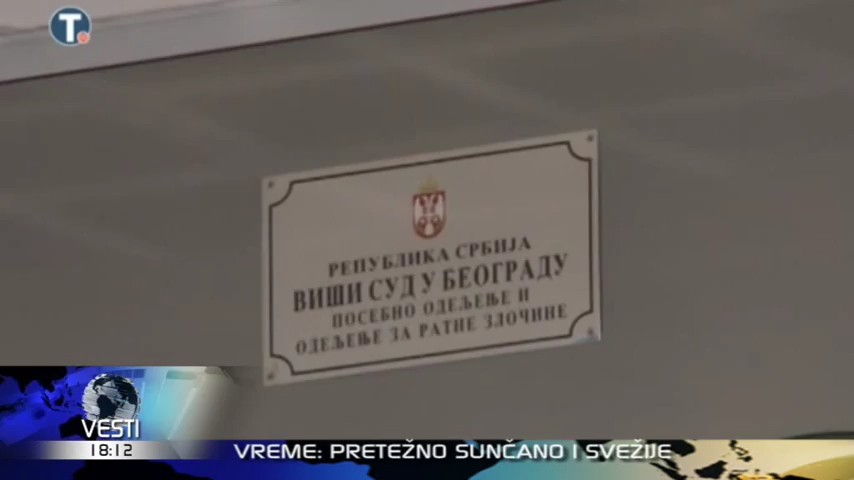 T
РЕПУБЛИКА СРБИЈА
ВИШИ СУД У БЕОГРАДУ
ПОСЕБНО ОДЕЉЕЊЕ И
ОДЕЉЕЊЕ ЗА РАТНЕ ЗЛОЧИНЕ
VESTI
18:12
VREME: PRETEŽNO SUNČANO I SVEŽIJE